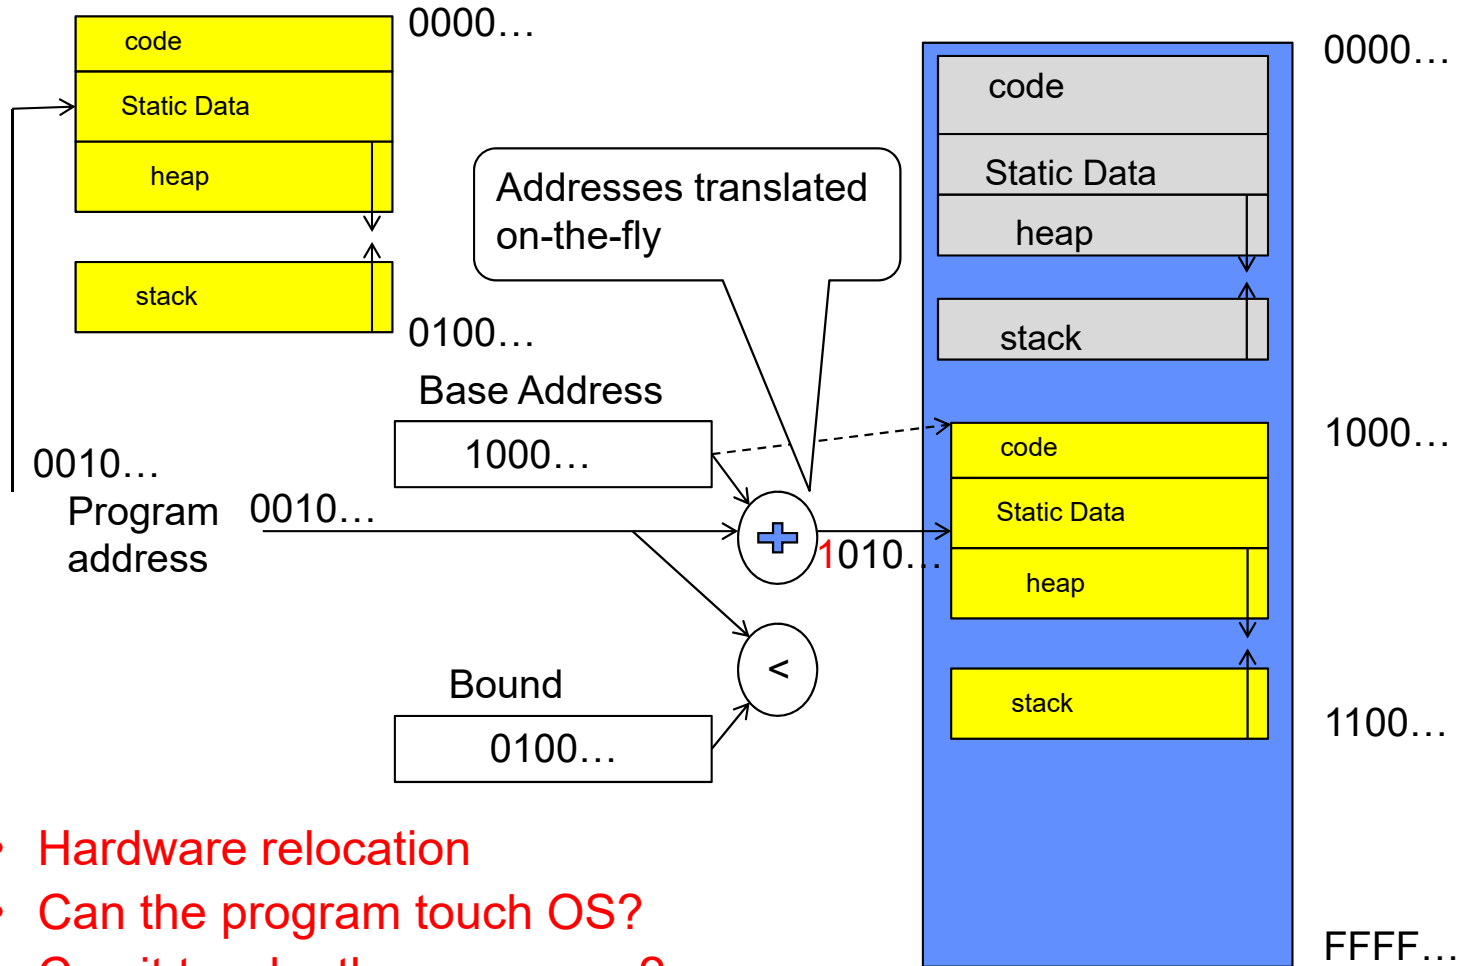 code
Static Data
heap
stack
0000…
0100…
Addresses translated
on-the-fly
Base Address
1000…
0010…
Program
address
0010…
+
1010…
<
Bound
0100…
code
Static Data
heap
stack
code
Static Data
heap
stack
0000…
1000…
1100…
FFFF…
• Hardware relocation
• Can the program touch OS?